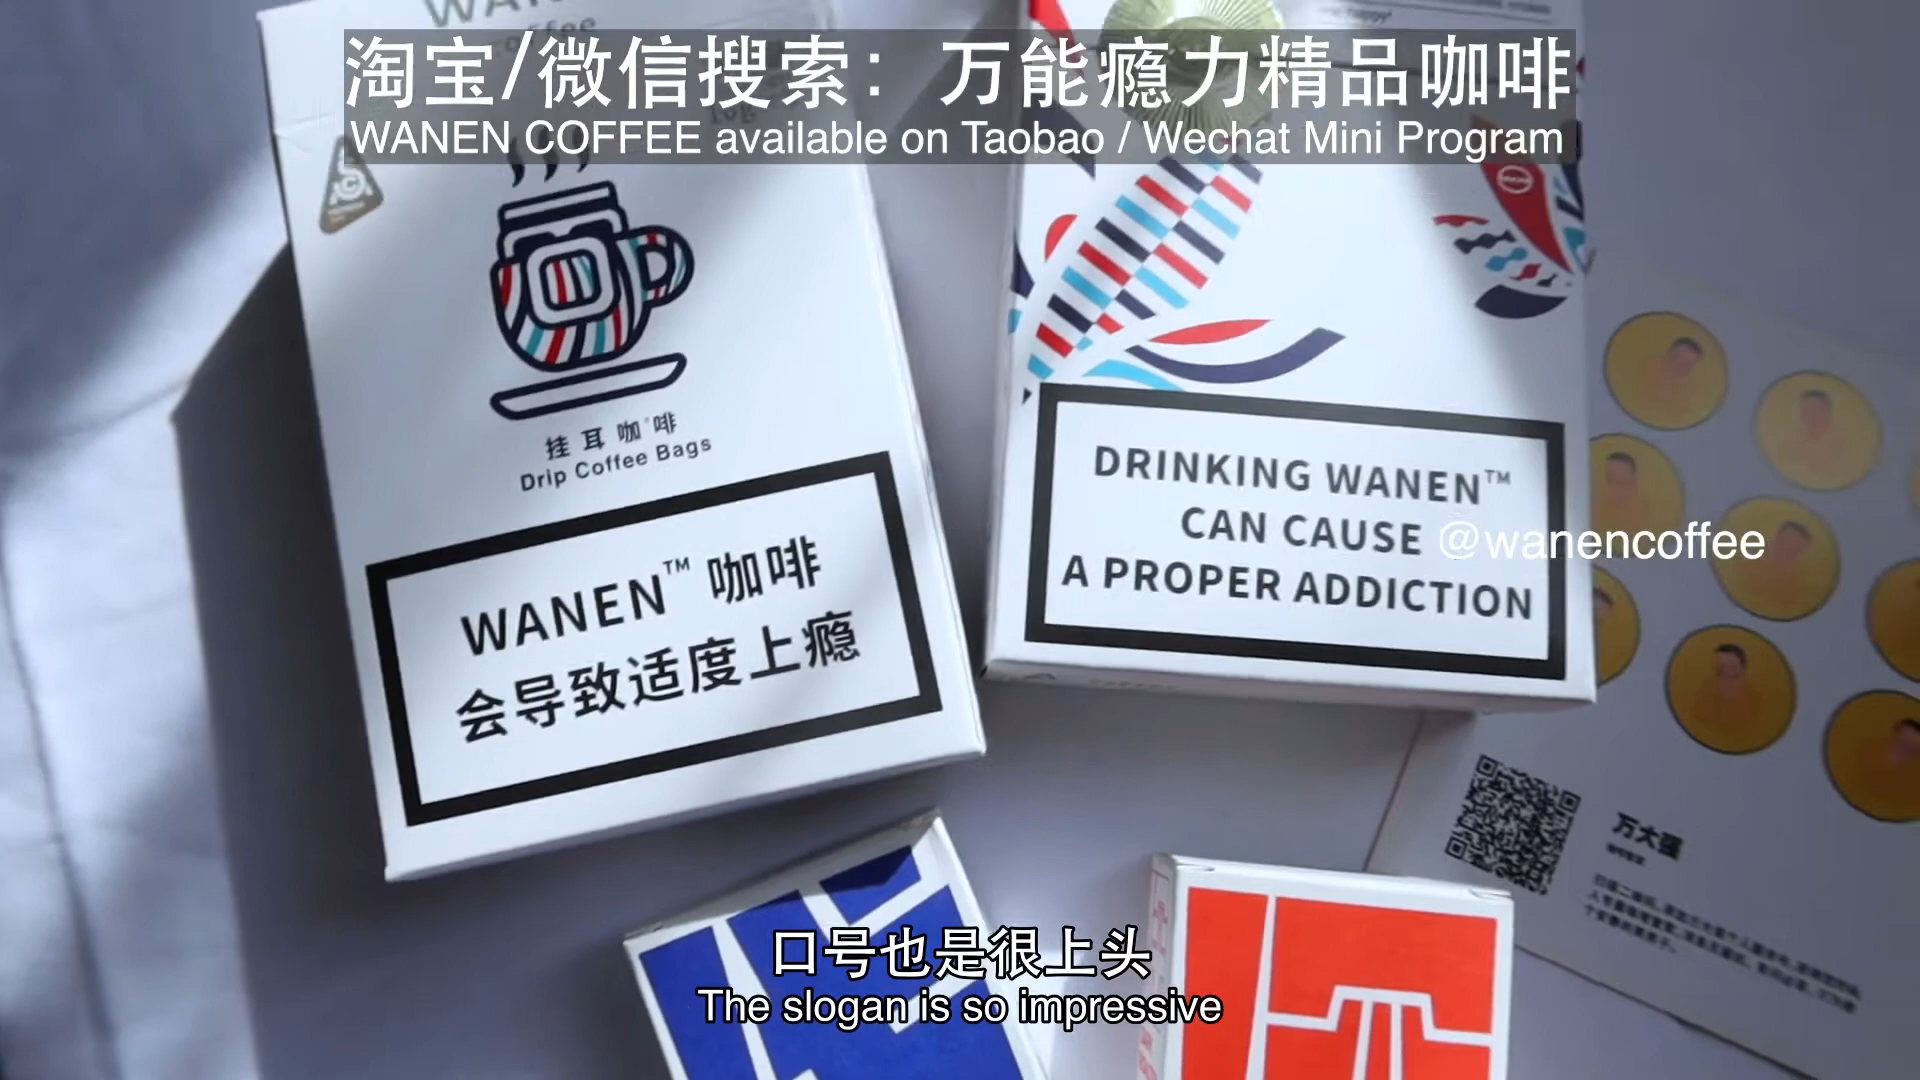 WANEN
coffee
淘宝/微信搜索：万能瘾力精品咖啡
WANEN COFFEE available on Taobao / Wechat Mini Program
挂耳咖啡
Drip Coffee Bags
WANEN™ 咖啡
会导致适度上瘾
DRINKING WANEN™
CAN CAUSE
A PROPER ADDICTION
@wanencoffee
万大强
口号也是很上头
The slogan is so impressive